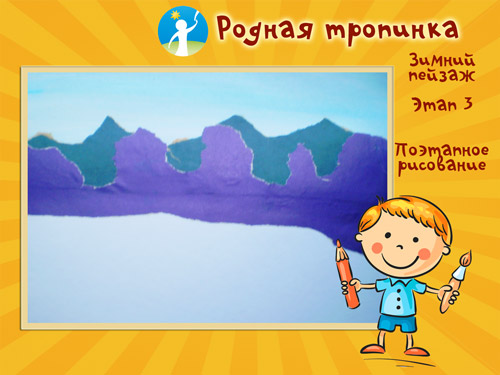 Родная тропинка
Зимний
пейзаж
Этап 3
Поэтапное
рисование